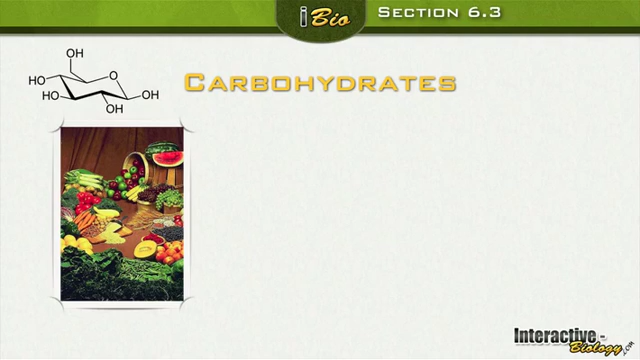 iBio
Section 6.3
OH
HO
O
HO
OH
OH
Carbohydrates
Interactive-
Biology.com